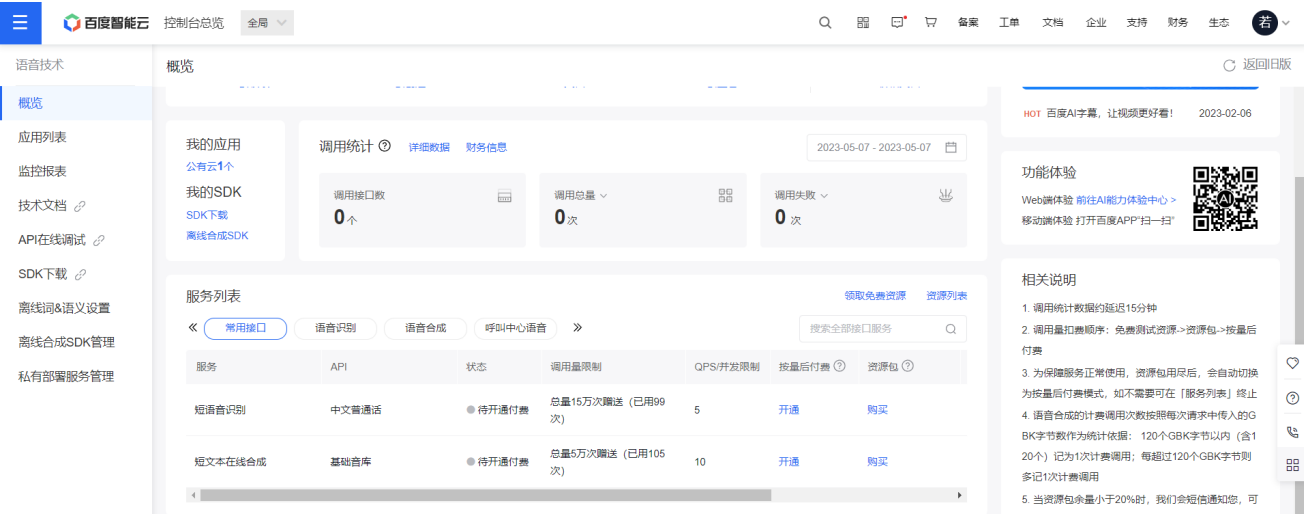 百度智能云 控制台总览 全局 备案 工单 文档 企业 支持 财务 生态 若
语音技术
概览
应用列表
监控报表
技术文档
API在线调试
SDK下载
离线词&语义设置
离线合成SDK管理
私有部署服务管理
概览
返回旧版
我的应用
公有云1个
我的SDK
SDK下载
离线合成SDK
调用统计 详细数据 财务信息
2023-05-07 - 2023-05-07
调用接口数
0个
调用总量
0次
调用失败
0 次
服务列表
领取免费资源 资源列表
常用接口 语音识别 语音合成 呼叫中心语音
搜索全部接口服务
服务 API 状态 调用量限制 QPS/并发限制 按量后付费 资源包
短语音识别 中文普通话 待开通付费 总量15万次赠送（已用99
次） 5 开通 购买
短文本在线合成 基础音库 待开通付费 总量5万次赠送（已用105
次） 10 开通 购买
HOT 百度AI字幕，让视频更好看！ 2023-02-06
功能体验
Web端体验 前往AI能力体验中心 >
移动端体验 打开百度APP"扫一扫"
AI
相关说明
1. 调用统计数据约延迟15分钟
2. 调用量扣费顺序：免费测试资源->资源包->按量后
付费
3. 为保障服务正常使用，资源包用尽后，会自动切换
为按量后付费模式，如不需要可在「服务列表」终止
4. 语音合成的计费调用次数按照每次请求中传入的G
BK字节数作为统计依据： 120个GBK字节以内（含1
20个）记为1次计费调用；每超过120个GBK字节则
多记1次计费调用
5. 当资源包余量小于20%时，我们会短信通知您，可